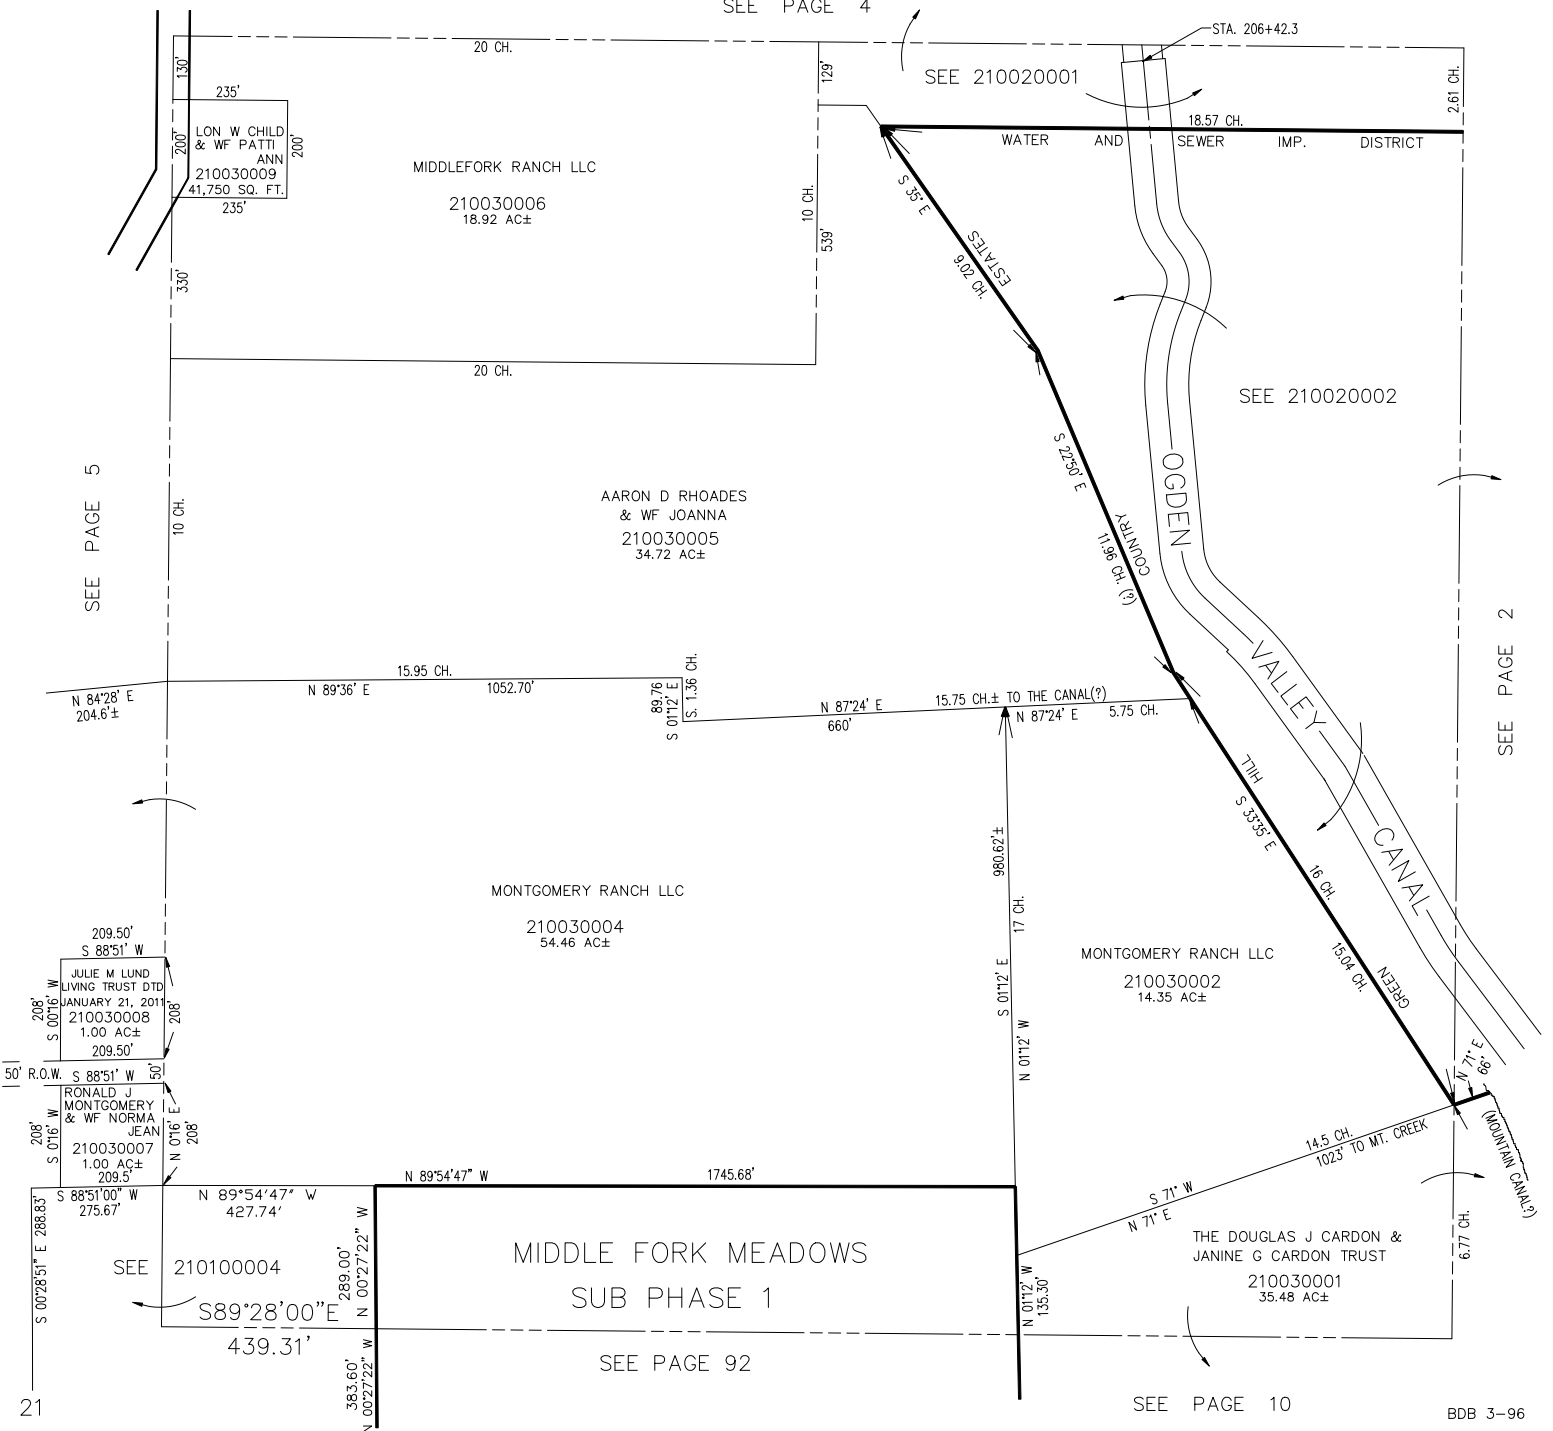 SEE PAGE 4
STA. 206+42.3
20 CH.
130'
129'
SEE 210020001
2.61 CH.
235'
18.57 CH.
WATER AND SEWER IMP. DISTRICT
LON W CHILD
& WF PATTI
ANN
210030009
41,750 SQ. FT.
200'
200'
235'
MIDDLEFORK RANCH LLC
210030006
18.92 AC±
10 CH.
539'
330'
S 35° E
ESTATES
9.02 CH.
20 CH.
SEE 210020002
S 22°50' E
OGDEN
SEE PAGE 5
10 CH.
AARON D RHOADES
& WF JOANNA
210030005
34.72 AC±
COUNTRY
11.96 CH. (?)
SEE PAGE 2
VALLEY
15.95 CH.
N 89°36' E
1052.70'
N 84°28' E
204.6'±
89.76
S 01°12' E
S. 1.36 CH.
N 87°24' E
660'
15.75 CH.± TO THE CANAL(?)
N 87°24' E
5.75 CH.
HILL
S 33°35' E
CANAL
980.62'±
16 CH.
MONTGOMERY RANCH LLC
210030004
54.46 AC±
17 CH.
S 01°12' E
N 01°12' W
MONTGOMERY RANCH LLC
210030002
14.35 AC±
15.04 CH.
GREEN
209.50'
S 88°51' W
JULIE M LUND
LIVING TRUST DTD
JANUARY 21, 2011
210030008
1.00 AC±
209.50'
208'
S 00°16' W
208'
50' R.O.W.
S 88°51' W
50'
RONALD J
MONTGOMERY
& WF NORMA
JEAN
210030007
1.00 AC±
209.5'
208'
S 0°16' W
N 0°16' E
208'
N 71° E
66'
(MOUNTAIN CANAL?)
14.5 CH.
1023' TO MT. CREEK
S 71° W
N 71° E
N 89°54'47" W
1745.68'
S 88°51'00" W
275.67'
N 89°54'47" W
427.74'
S 00°28'51" E 288.83'
SEE 210100004
S89°28'00"E
439.31'
289.00'
N 00°27'22" W
MIDDLE FORK MEADOWS
SUB PHASE 1
N 01°12' W
135.30'
THE DOUGLAS J CARDON &
JANINE G CARDON TRUST
210030001
35.48 AC±
6.77 CH.
383.60'
N 00°27'22" W
SEE PAGE 92
SEE PAGE 10
21
BDB 3-96